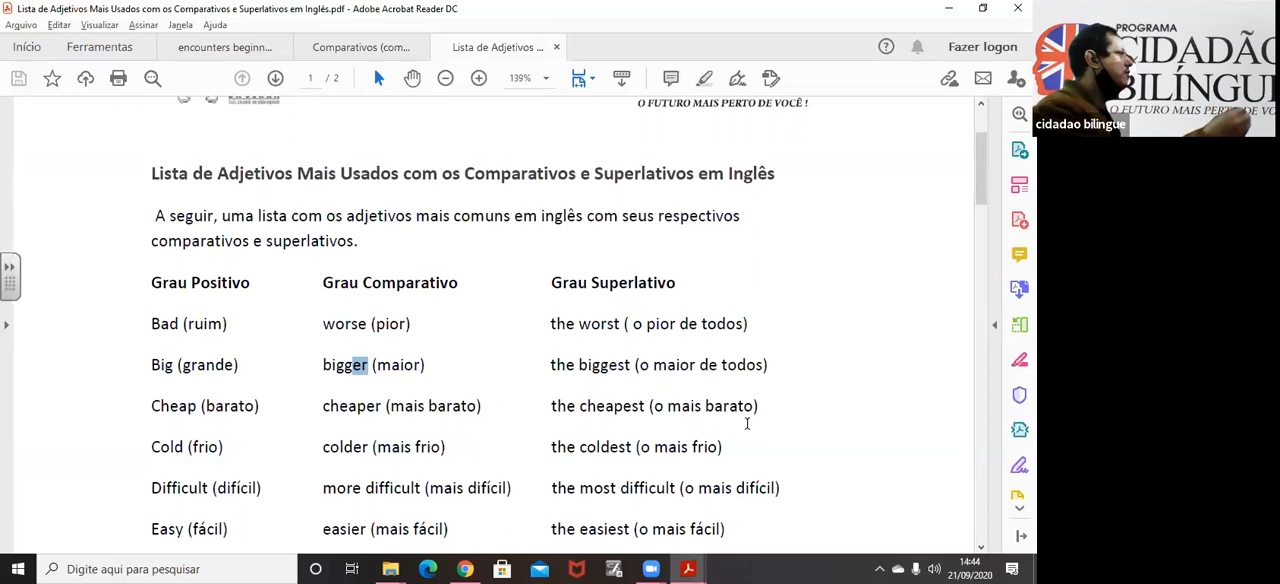 Lista de Adjetivos Mais Usados com os Comparativos e Superlativos em Inglês.pdf - Adobe Acrobat Reader DC
Arquivo Editar Visualizar Assinar Janela Ajuda
Início Ferramentas encounters beginn... Comparativos (com... Lista de Adjetivos ... × Fazer logon
1 / 2 139%
PROGRAMA
CIDADÃO
BILÍNGUE
O FUTURO MAIS PERTO DE VOCÊ
cidadao bilingue
O FUTURO MAIS PERTO DE VOCÊ !
Lista de Adjetivos Mais Usados com os Comparativos e Superlativos em Inglês
A seguir, uma lista com os adjetivos mais comuns em inglês com seus respectivos
comparativos e superlativos.
Grau Positivo Grau Comparativo Grau Superlativo
Bad (ruim) worse (pior) the worst ( o pior de todos)
Big (grande) bigger (maior) the biggest (o maior de todos)
Cheap (barato) cheaper (mais barato) the cheapest (o mais barato)
Cold (frio) colder (mais frio) the coldest (o mais frio)
Difficult (difícil) more difficult (mais difícil) the most difficult (o mais difícil)
Easy (fácil) easier (mais fácil) the easiest (o mais fácil)
Digite aqui para pesquisar
14:44
21/09/2020